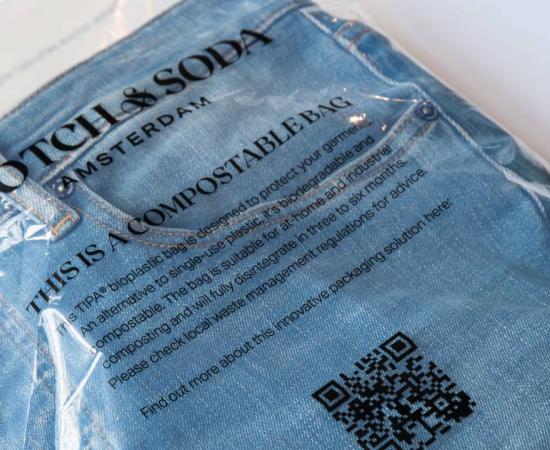 OTCH & SODA
AMSTERDAM
THIS IS A COMPOSTABLE BAG
This TIPA® bioplastic bag is designed to protect your garment.
An alternative to single-use plastic, it's biodegradable and
compostable. The bag is suitable for at home and industrial
composting and will fully disintegrate in three to six months.
Please check local waste management regulations for advice.
Find out more about this innovative packaging solution here: